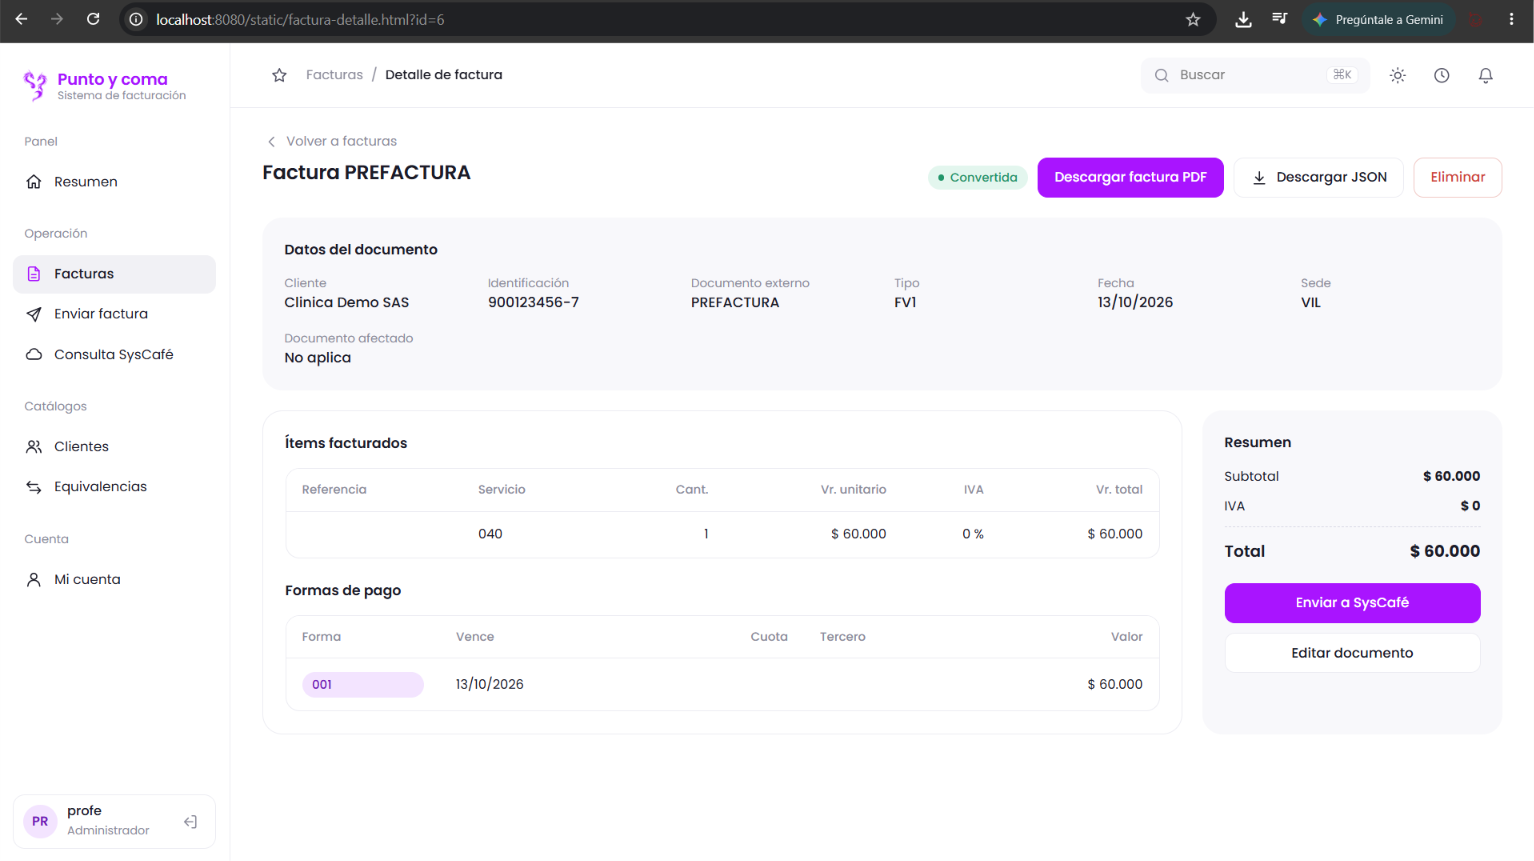 localhost:8080/static/factura-detalle.html?id=6
Pregúntale a Gemini
Punto y coma
Sistema de facturación
Panel
Resumen
Operación
Facturas
Enviar factura
Consulta SysCafé
Catálogos
Clientes
Equivalencias
Cuenta
Mi cuenta
PR
profe
Administrador
Facturas / Detalle de factura
Buscar ⌘K
Volver a facturas
Factura PREFACTURA
Convertida
Descargar factura PDF
Descargar JSON
Eliminar
Datos del documento
Cliente Identificación Documento externo Tipo Fecha Sede
Clinica Demo SAS 900123456-7 PREFACTURA FV1 13/10/2026 VIL
Documento afectado
No aplica
Ítems facturados
Referencia Servicio Cant. Vr. unitario IVA Vr. total
040 1 $ 60.000 0 % $ 60.000
Formas de pago
Forma Vence Cuota Tercero Valor
001 13/10/2026 $ 60.000
Resumen
Subtotal $ 60.000
IVA $ 0
Total $ 60.000
Enviar a SysCafé
Editar documento